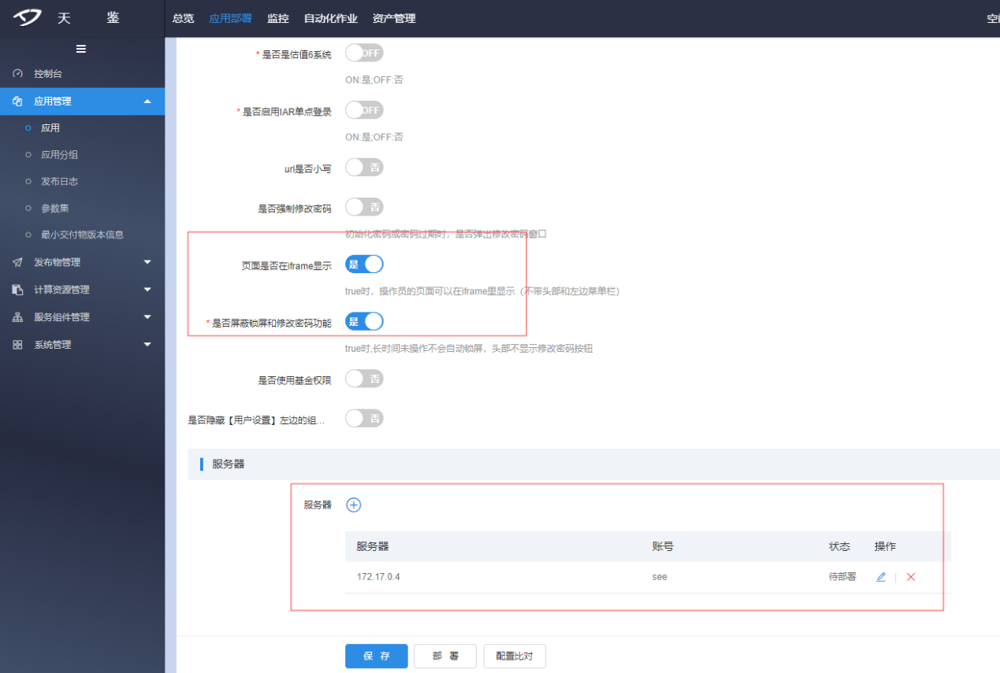 天 鉴
总览 应用部署 监控 自动化作业 资产管理
控制台
应用管理
应用
应用分组
发布日志
参数集
最小交付物版本信息
发布物管理
计算资源管理
服务组件管理
系统管理
* 是否是估值6系统 OFF
ON:是;OFF:否
* 是否启用IAR单点登录 OFF
ON:是;OFF:否
url是否小写 否
是否强制修改密码 否
初始化密码或密码过期时，是否弹出修改密码窗口
页面是否在iframe显示 是
true时，操作员的页面可以在iframe里显示（不带头部和左边菜单栏）
* 是否屏蔽锁屏和修改密码功能 是
true时,长时间未操作不会自动锁屏，头部不显示修改密码按钮
是否使用基金权限 否
是否隐藏【用户设置】左边的组... 否
服务器
服务器
服务器 账号 状态 操作
172.17.0.4 see 待部署
保 存 部 署 配置比对